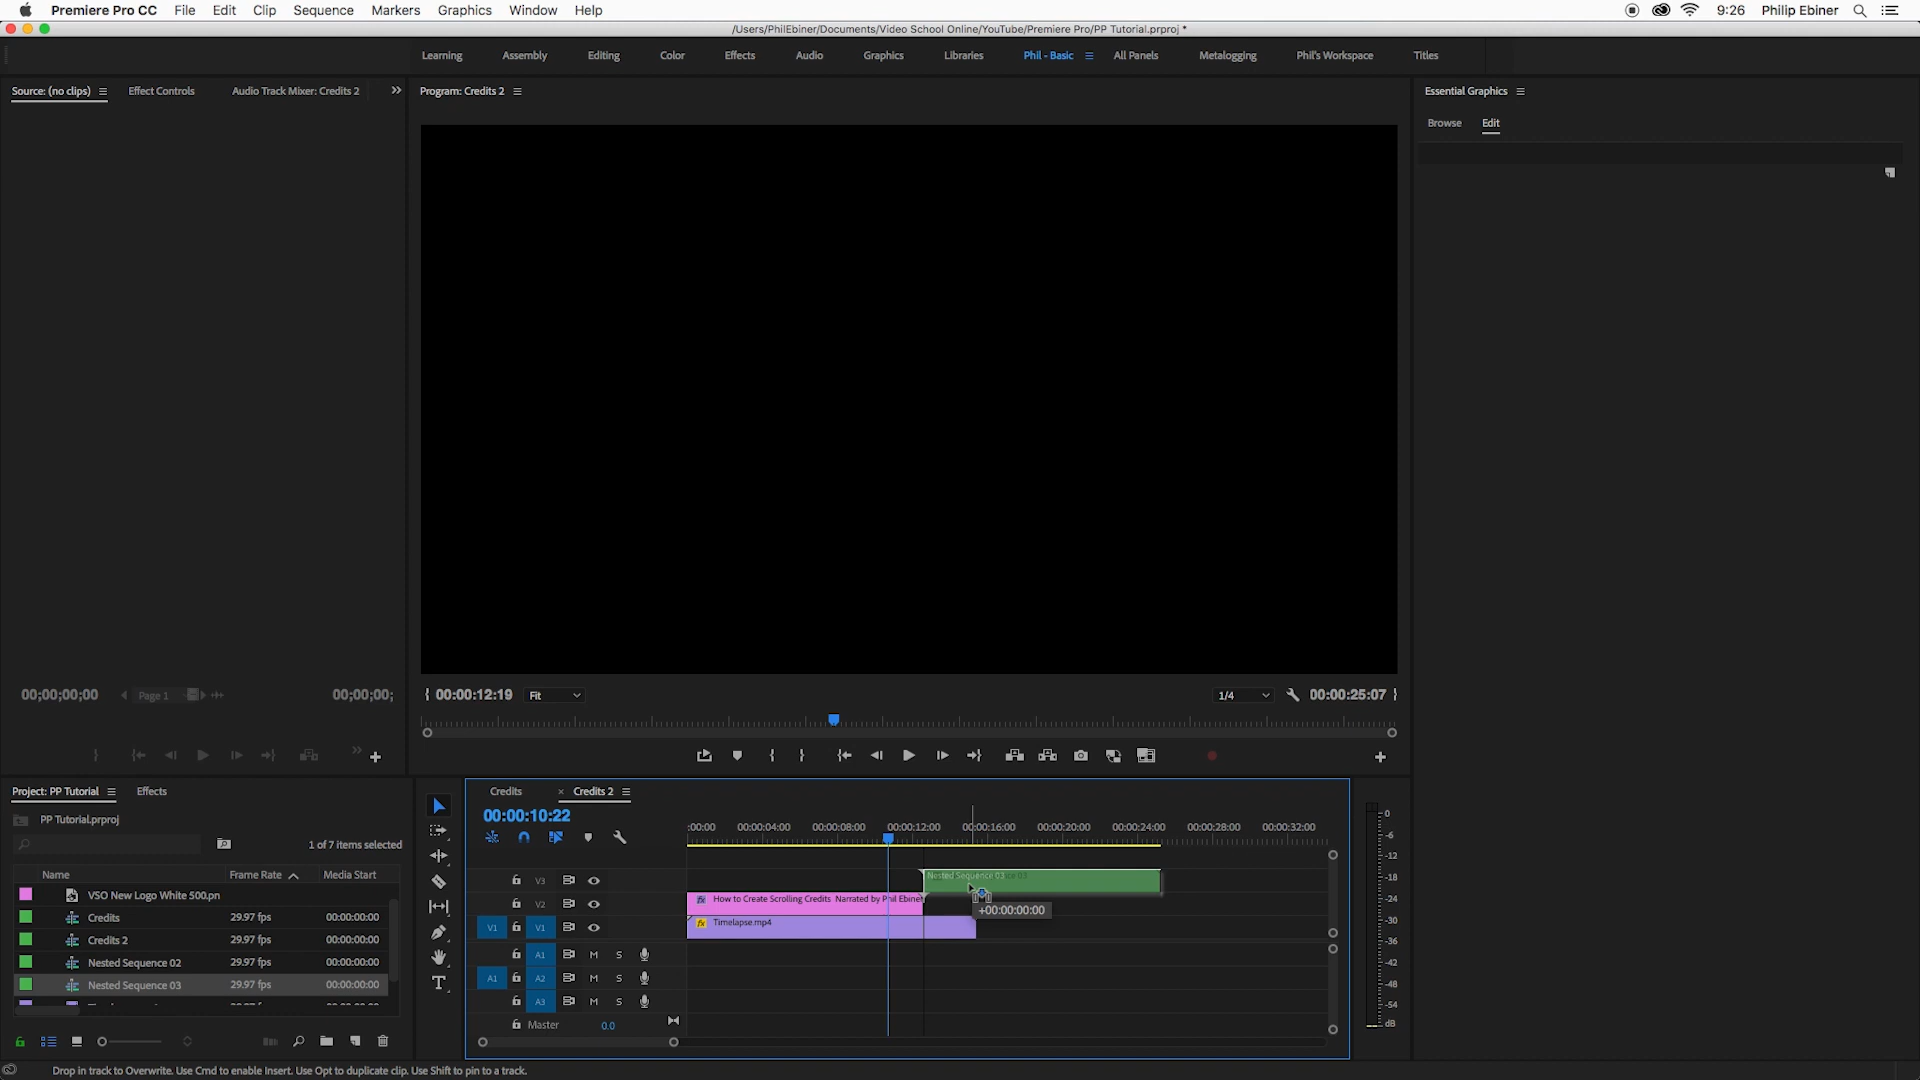 Premiere Pro CC File Edit Clip Sequence Markers Graphics Window Help 9:26 Philip Ebiner
/Users/PhilEbiner/Documents/Video School Online/YouTube/Premiere Pro/PP Tutorial.prproj *
Learning Assembly Editing Color Effects Audio Graphics Libraries Phil - Basic All Panels Metalogging Phil's Workspace Titles
Source: (no clips) Effect Controls Audio Track Mixer: Credits 2
Program: Credits 2
Essential Graphics
Browse Edit
00;00;00;00 Page 1 00;00;00;
00:00:12:19 Fit 1/4 00:00:25:07
Project: PP Tutorial Effects
PP Tutorial.prproj
1 of 7 items selected
Name Frame Rate Media Start
VSO New Logo White 500.pn
Credits 29.97 fps 00:00:00:00
Credits 2 29.97 fps 00:00:00:00
Nested Sequence 02 29.97 fps 00:00:00:00
Nested Sequence 03 29.97 fps 00:00:00:00
Credits Credits 2
00:00:10:22
:00:00 00:00:04:00 00:00:08:00 00:00:12:00 00:00:16:00 00:00:20:00 00:00:24:00 00:00:28:00 00:00:32:00
V3 Nested Sequence 03
V2 fx How to Create Scrolling Credits Narrated by Phil Ebiner
+00:00:00:00
V1 V1 fx Timelapse.mp4
A1 M S
A1 A2 M S
A3 M S
Master 0.0
0
-6
-12
-18
-24
-30
-36
-42
-48
-54
dB
Drop in track to Overwrite. Use Cmd to enable Insert. Use Opt to duplicate clip. Use Shift to pin to a track.